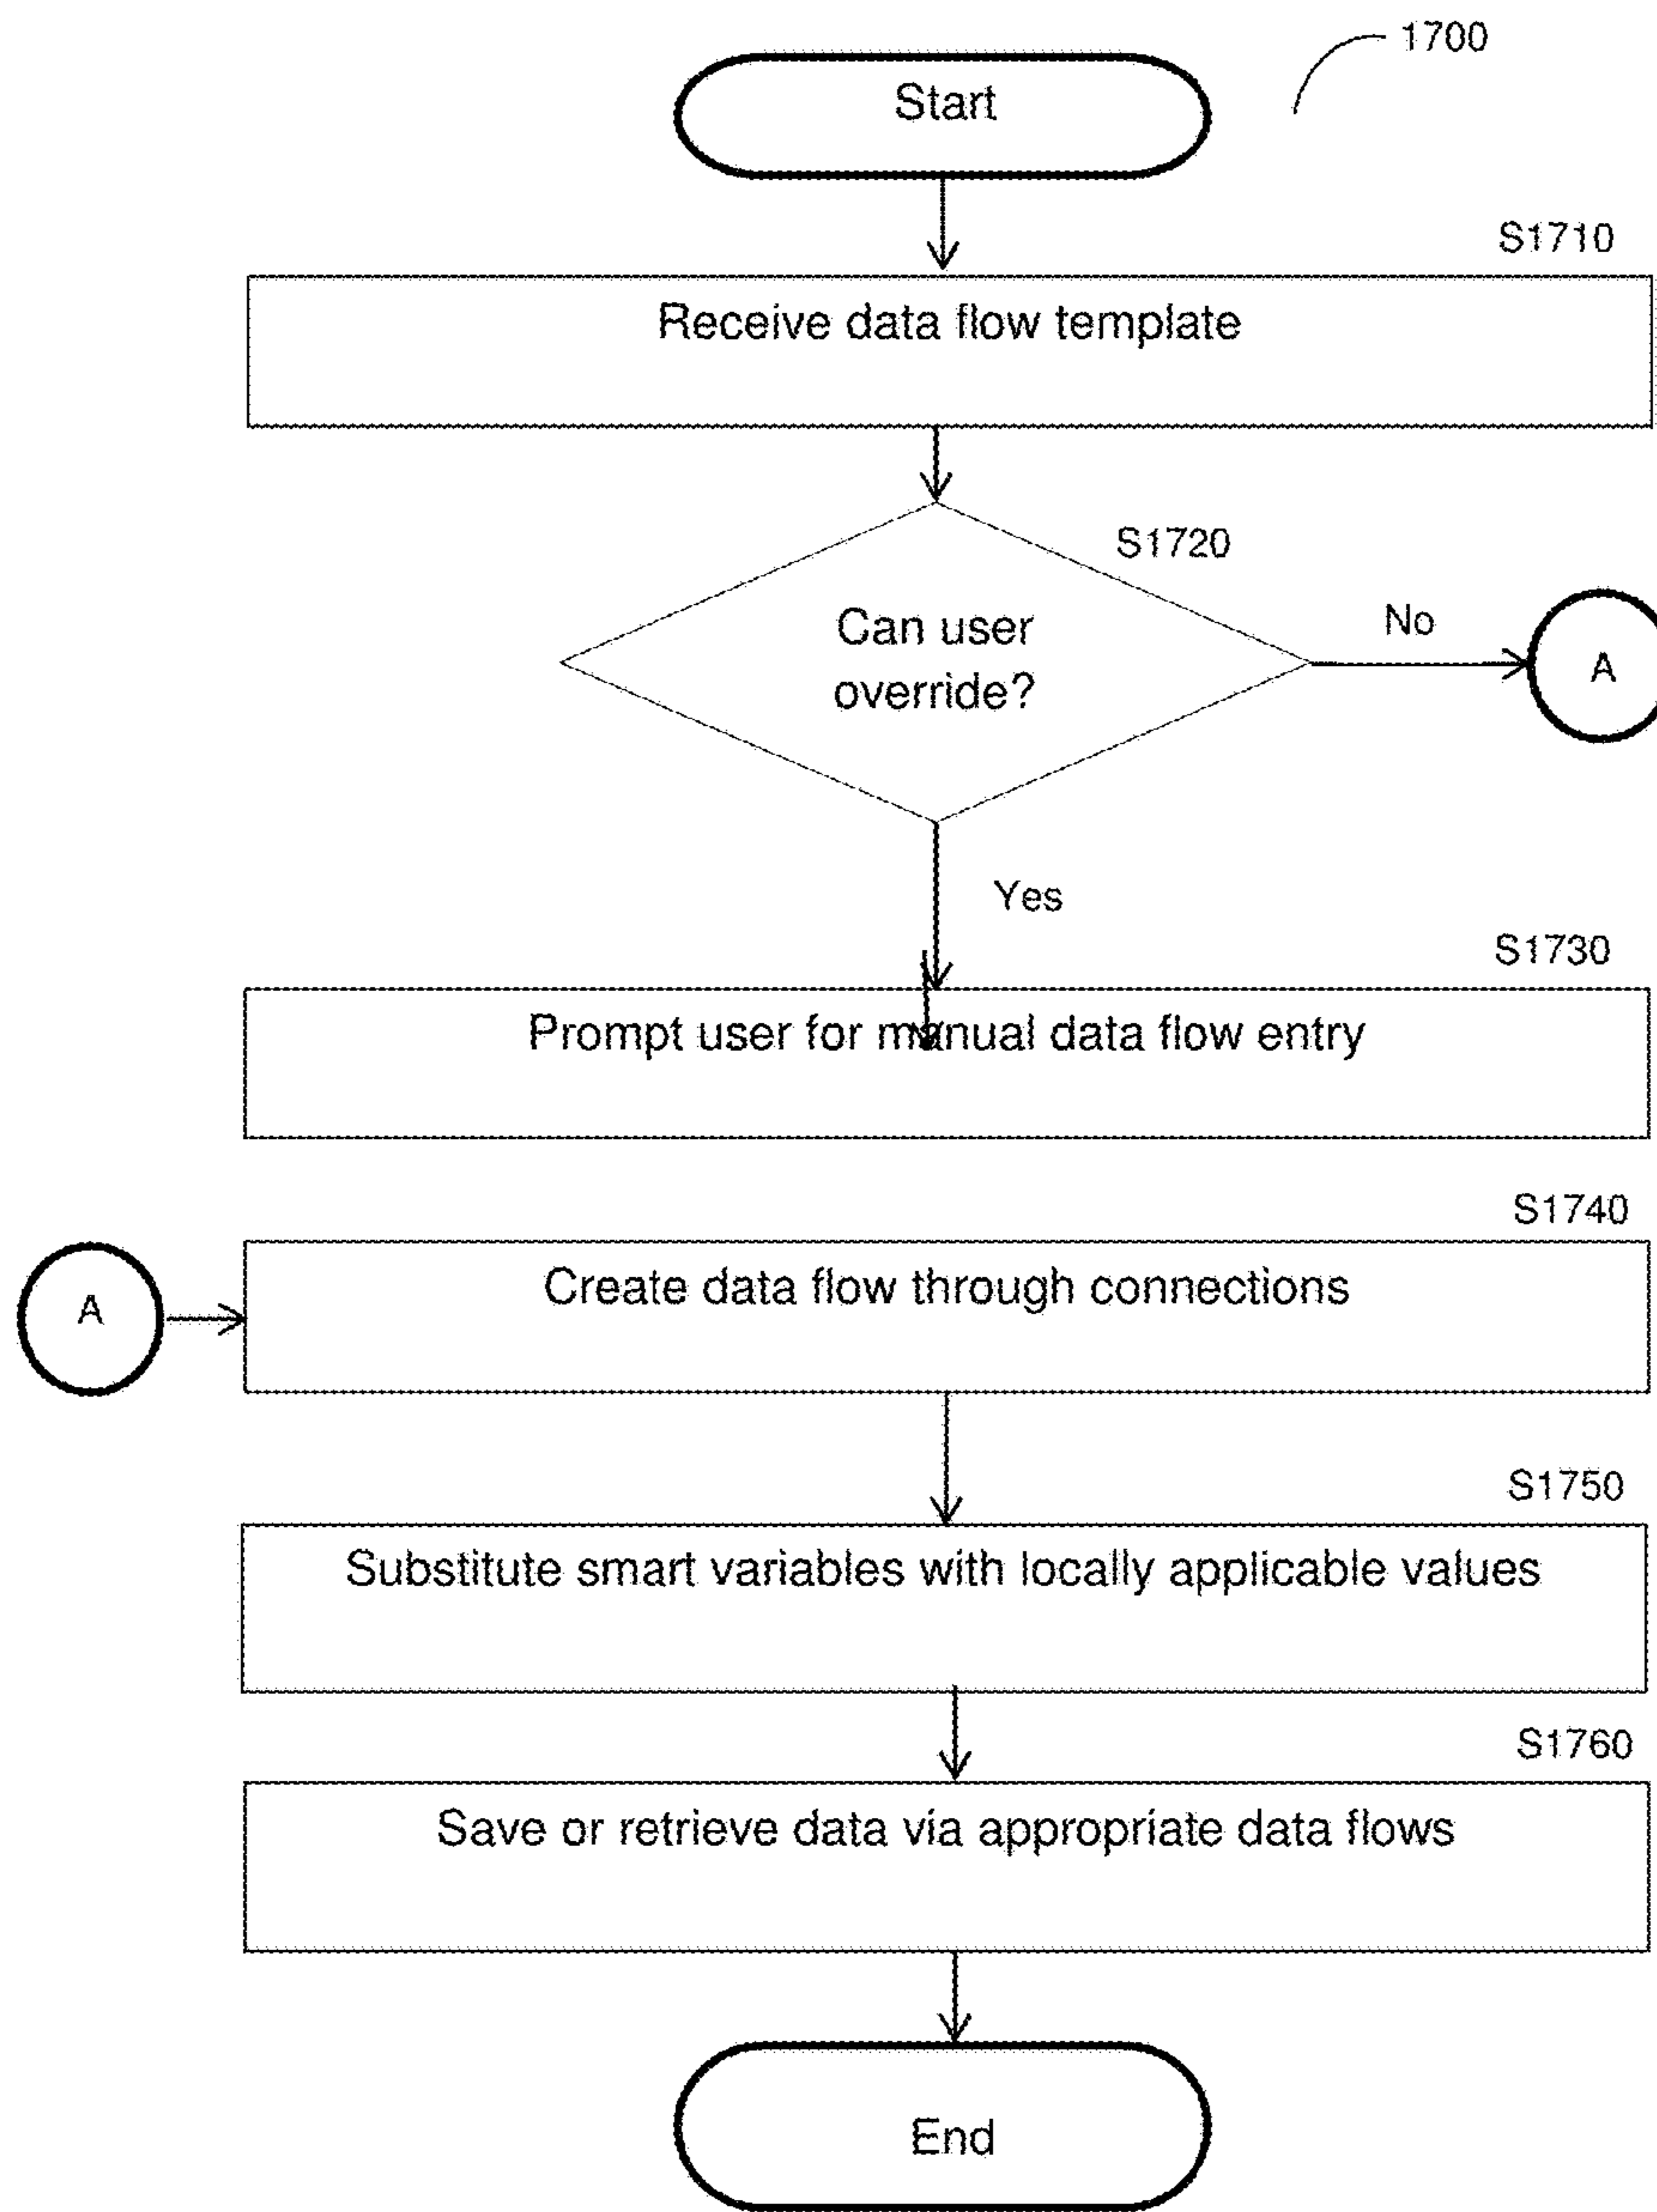 1700
Start
S1710
Receive data flow template
S1720
Can user
override?
No
A
Yes
S1730
Prompt user for manual data flow entry
S1740
A
Create data flow through connections
S1750
Substitute smart variables with locally applicable values
S1760
Save or retrieve data via appropriate data flows
End